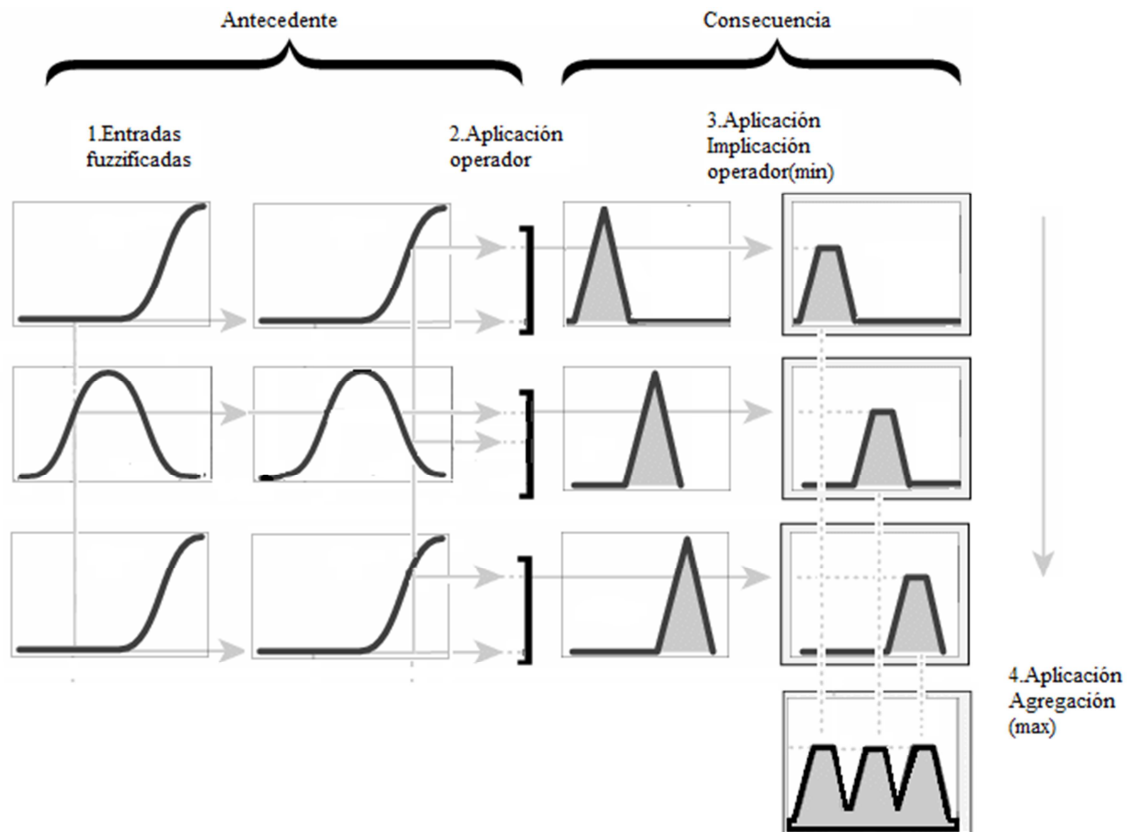 Antecedente
Consecuencia
1.Entradas
fuzzificadas
2.Aplicación
operador
3.Aplicación
Implicación
operador(min)
4.Aplicación
Agregación
(max)